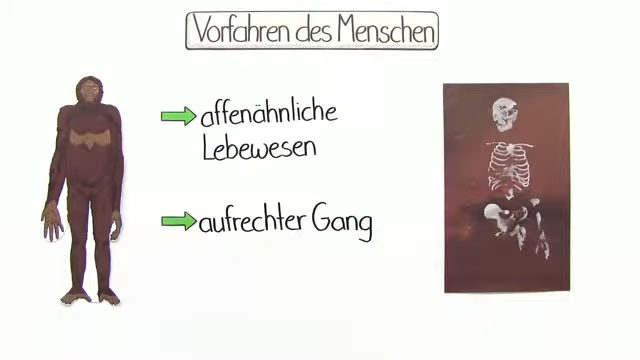 Vorfahren des Menschen
affenähnliche
Lebewesen
aufrechter Gang